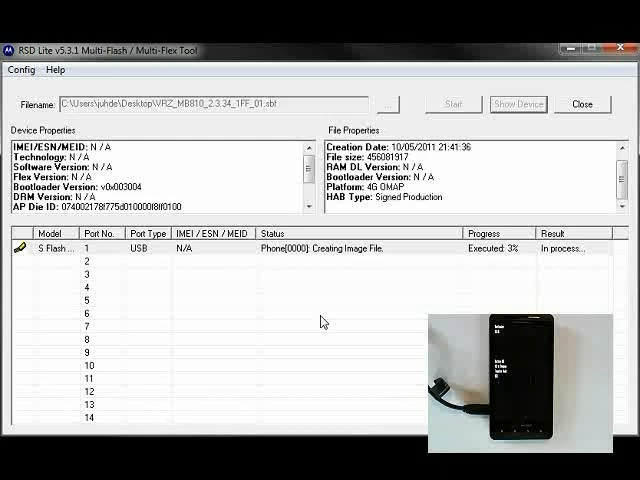 RSD Lite v5.3.1 Multi-Flash / Multi-Flex Tool
Config Help
Filename: C:\Users\juhde\Desktop\VRZ_MB810_2.3.34_1FF_01.sbf ... Start Show Device Close
Device Properties
IMEI/ESN/MEID: N / A
Technology: N / A
Software Version: N / A
Flex Version: N / A
Bootloader Version: v0x003004
DRM Version: N / A
AP Die ID: 074002178f775d010000f8ff0100
File Properties
Creation Date: 10/05/2011 21:41:36
File size: 456081917
RAM DL Version: N / A
Bootloader Version: N / A
Platform: 4G OMAP
HAB Type: Signed Production
Model Port No. Port Type IMEI / ESN / MEID Status Progress Result
S Flash ... 1 USB N/A Phone[0000]: Creating Image File. Executed: 3% In process...
2
3
4
5
6
7
8
9
10
11
12
13
14